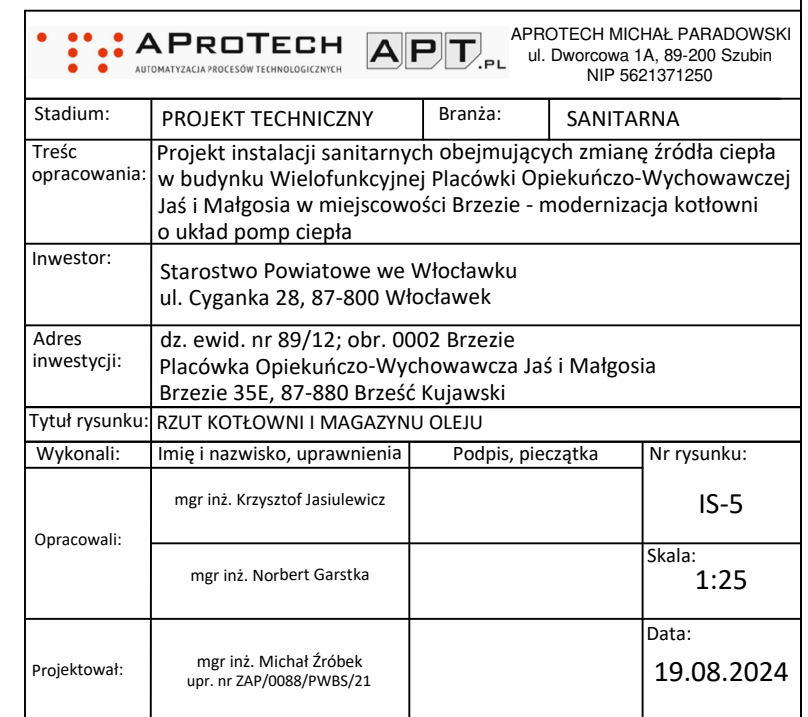 APROTECH
AUTOMATYZACJA PROCESÓW TECHNOLOGICZNYCH
APT.PL
APROTECH MICHAŁ PARADOWSKI
ul. Dworcowa 1A, 89-200 Szubin
NIP 5621371250
Stadium: PROJEKT TECHNICZNY Branża: SANITARNA
Treśc opracowania:
Projekt instalacji sanitarnych obejmujących zmianę źródła ciepła
w budynku Wielofunkcyjnej Placówki Opiekuńczo-Wychowawczej
Jaś i Małgosia w miejscowości Brzezie - modernizacja kotłowni
o układ pomp ciepła
Inwestor:
Starostwo Powiatowe we Włocławku
ul. Cyganka 28, 87-800 Włocławek
Adres
inwestycji:
dz. ewid. nr 89/12; obr. 0002 Brzezie
Placówka Opiekuńczo-Wychowawcza Jaś i Małgosia
Brzezie 35E, 87-880 Brześć Kujawski
Tytuł rysunku: RZUT KOTŁOWNI I MAGAZYNU OLEJU
Wykonali: Imię i nazwisko, uprawnienia Podpis, pieczątka Nr rysunku:
IS-5
Opracowali:
mgr inż. Krzysztof Jasiulewicz
mgr inż. Norbert Garstka
Skala:
1:25
Projektował:
mgr inż. Michał Źróbek
upr. nr ZAP/0088/PWBS/21
Data:
19.08.2024